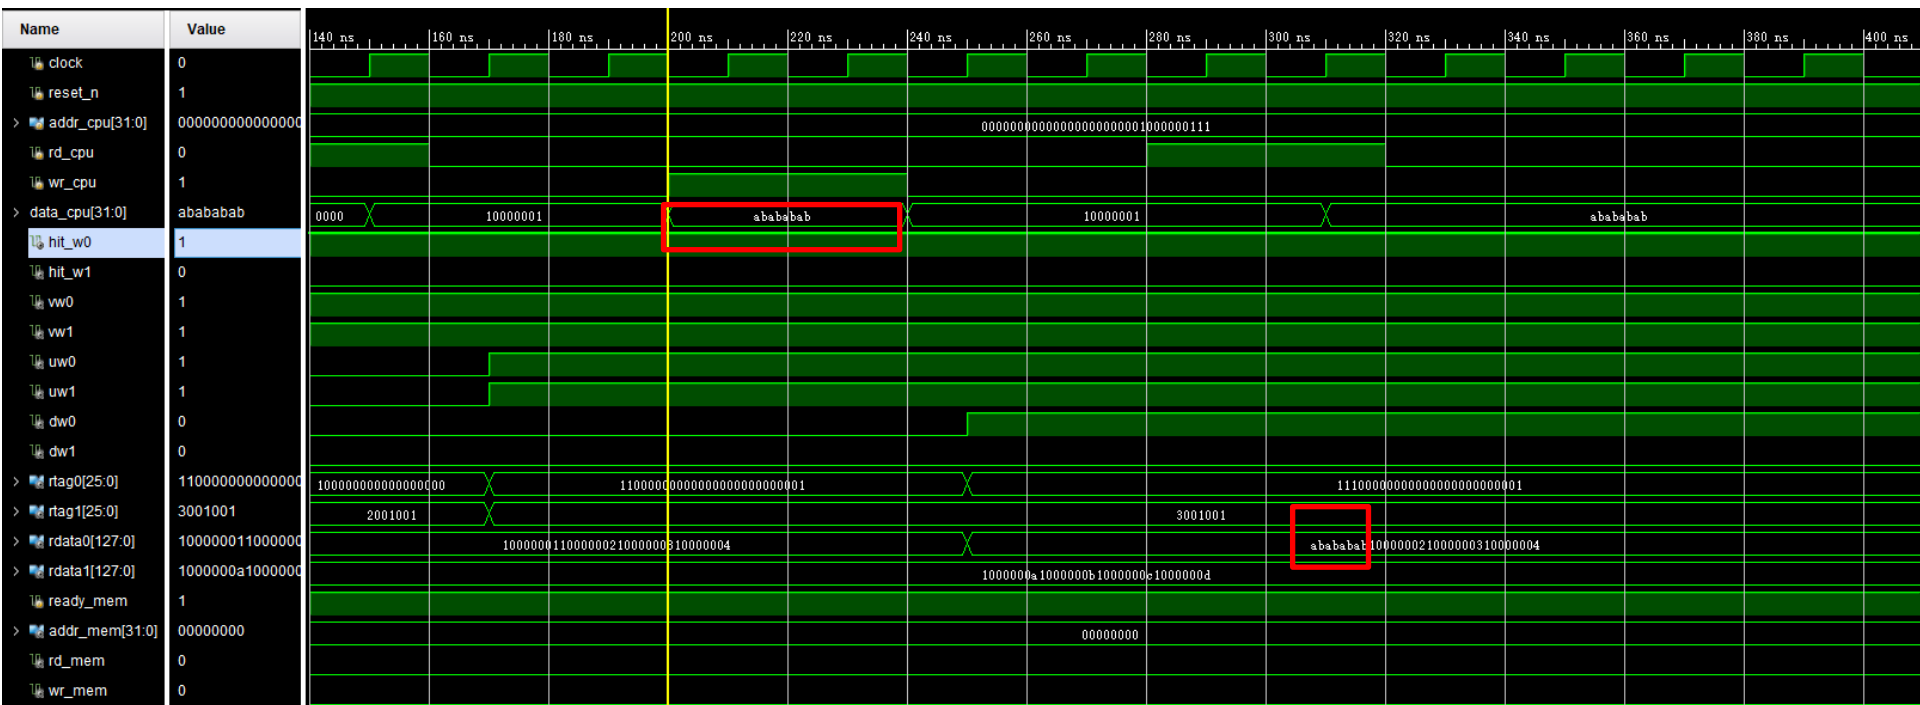 Name Value
140 ns 160 ns 180 ns 200 ns 220 ns 240 ns 260 ns 280 ns 300 ns 320 ns 340 ns 360 ns 380 ns 400 ns
clock 0
reset_n 1
> addr_cpu[31:0] 000000000000000 00000000000000000000001000000111
rd_cpu 0
wr_cpu 1
> data_cpu[31:0] abababab 0000 10000001 abababab 10000001 abababab
hit_w0 1
hit_w1 0
vw0 1
vw1 1
uw0 1
uw1 1
dw0 0
dw1 0
> rtag0[25:0] 110000000000000 100000000000000000 11000000000000000000000001 11100000000000000000000001
> rtag1[25:0] 3001001 2001001 3001001
> rdata0[127:0] 100000011000000 10000001100000021000000310000004 abababab100000021000000310000004
> rdata1[127:0] 1000000a1000000 1000000a1000000b1000000c1000000d
ready_mem 1
> addr_mem[31:0] 00000000 00000000
rd_mem 0
wr_mem 0